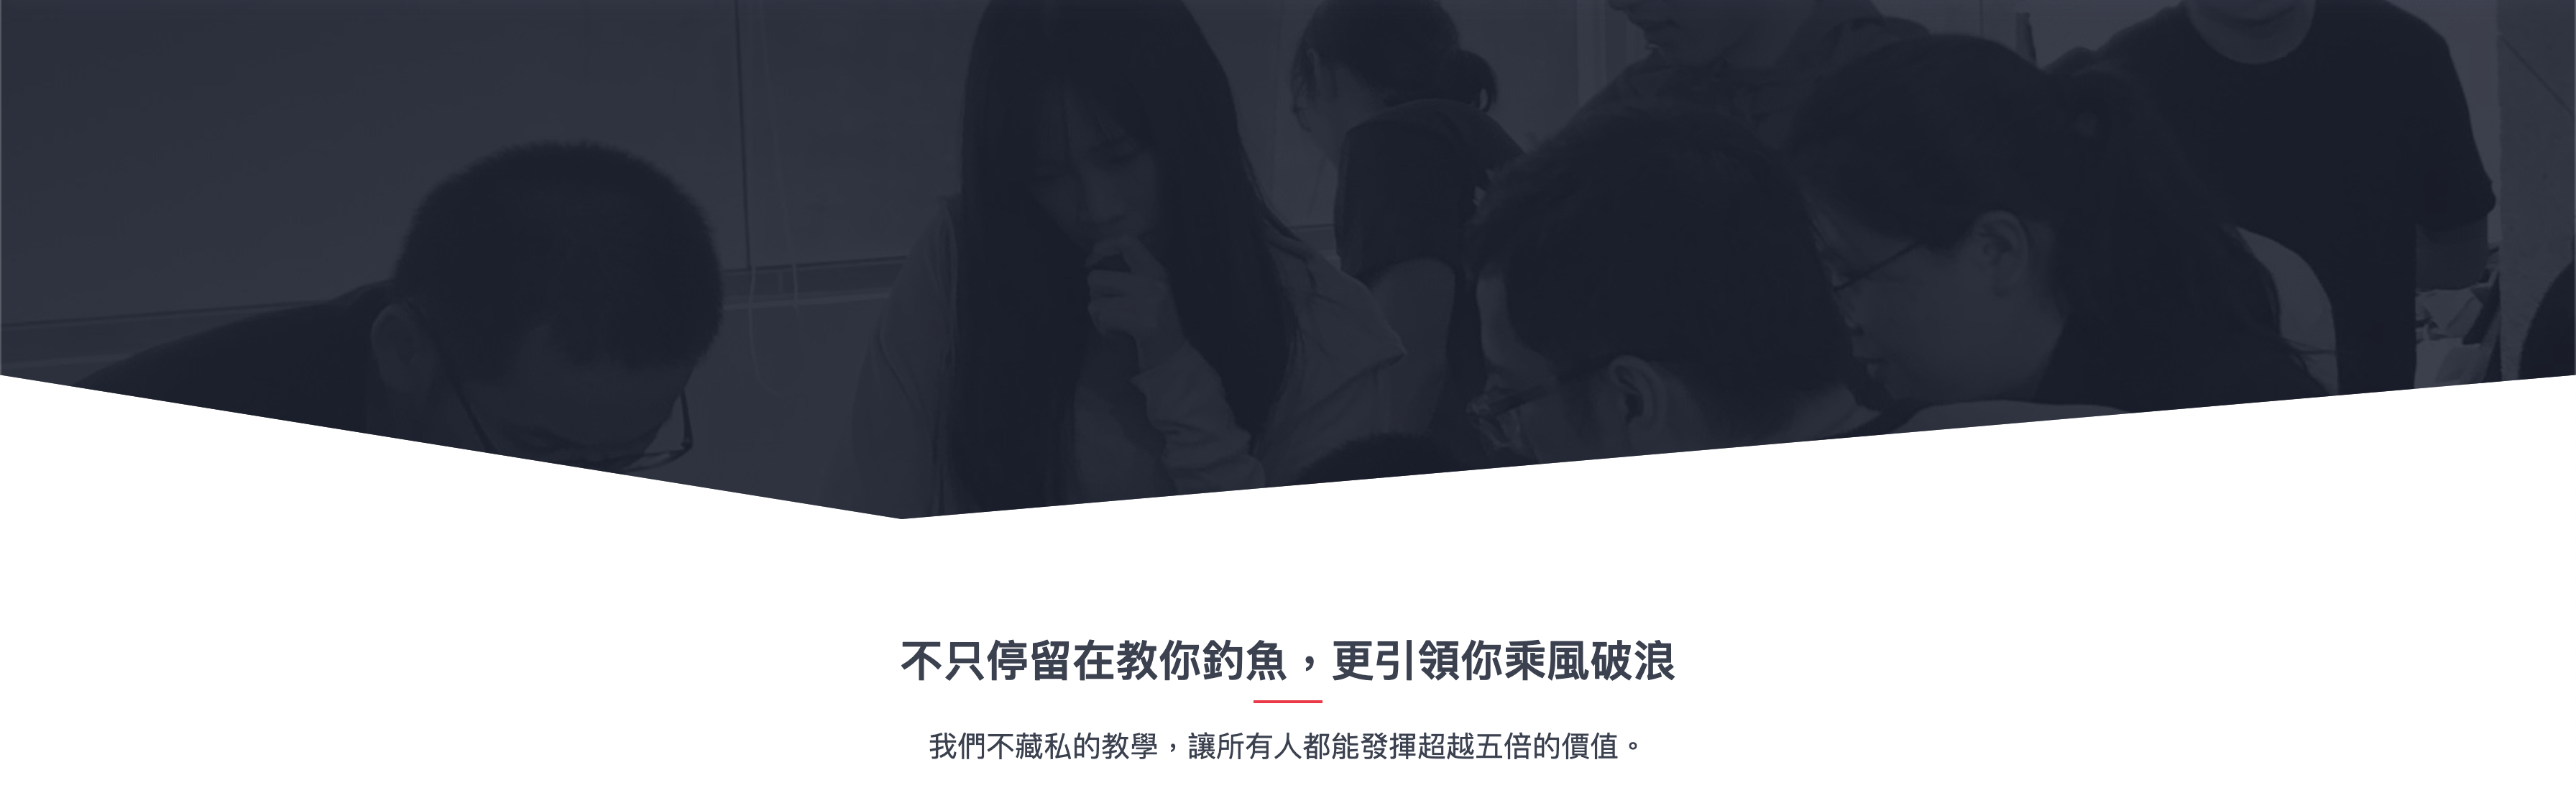 不只停留在教你釣魚，更引領你乘風破浪
我們不藏私的教學，讓所有人都能發揮超越五倍的價值。